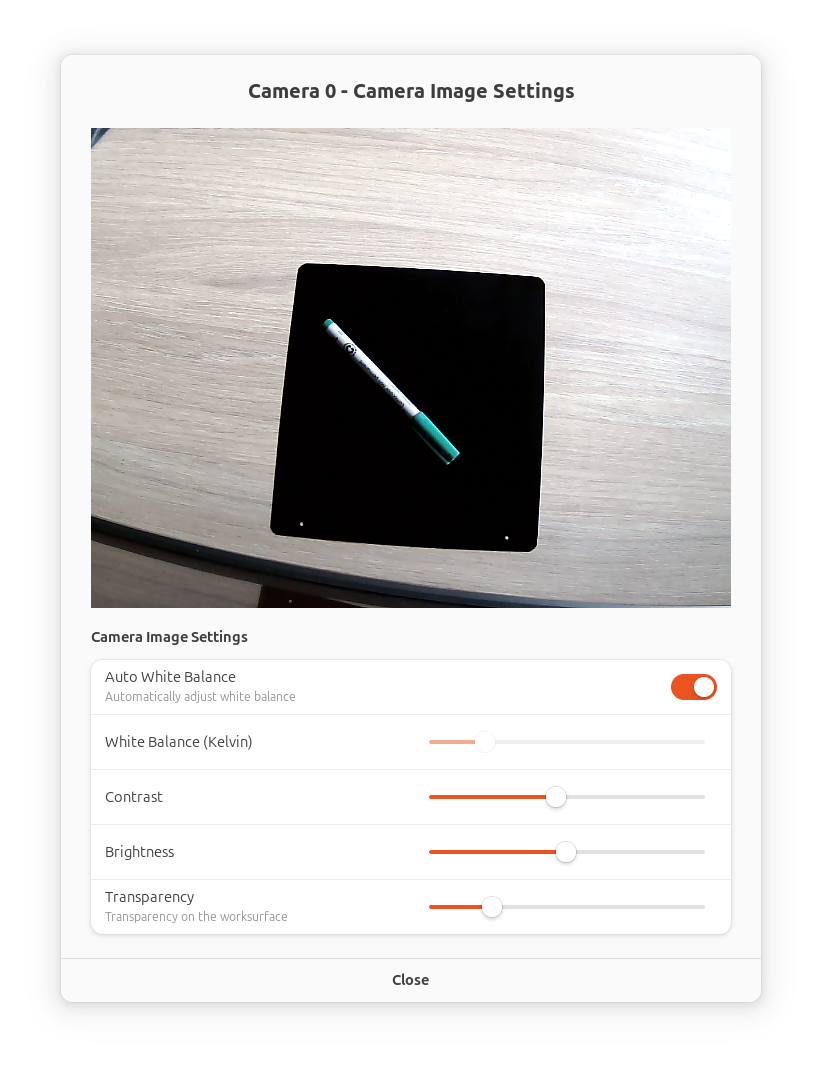 Camera 0 - Camera Image Settings
Camera Image Settings
Auto White Balance
Automatically adjust white balance
White Balance (Kelvin)
Contrast
Brightness
Transparency
Transparency on the worksurface
Close